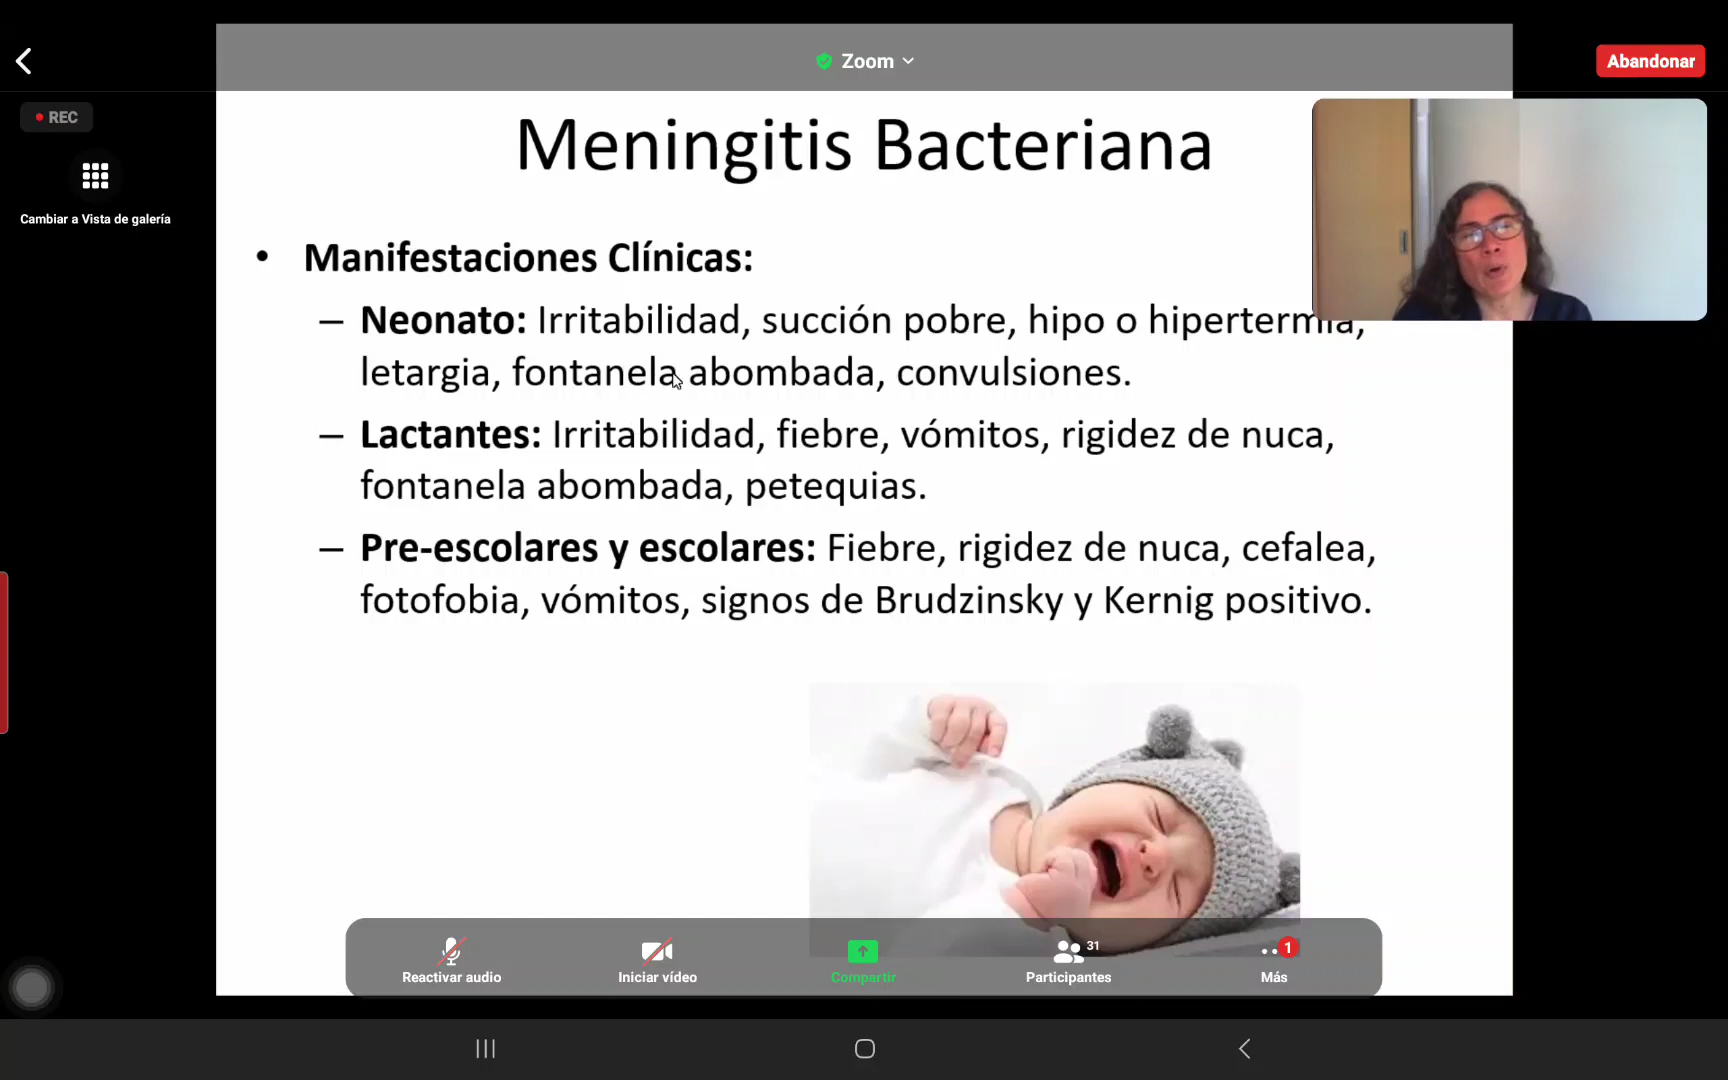 Zoom
Abandonar
REC
Cambiar a Vista de galería
Meningitis Bacteriana
• Manifestaciones Clínicas:
– Neonato: Irritabilidad, succión pobre, hipo o hipertermia,
letargia, fontanela abombada, convulsiones.
– Lactantes: Irritabilidad, fiebre, vómitos, rigidez de nuca,
fontanela abombada, petequias.
– Pre-escolares y escolares: Fiebre, rigidez de nuca, cefalea,
fotofobia, vómitos, signos de Brudzinsky y Kernig positivo.
31
1
Reactivar audio
Iniciar vídeo
Compartir
Participantes
Más